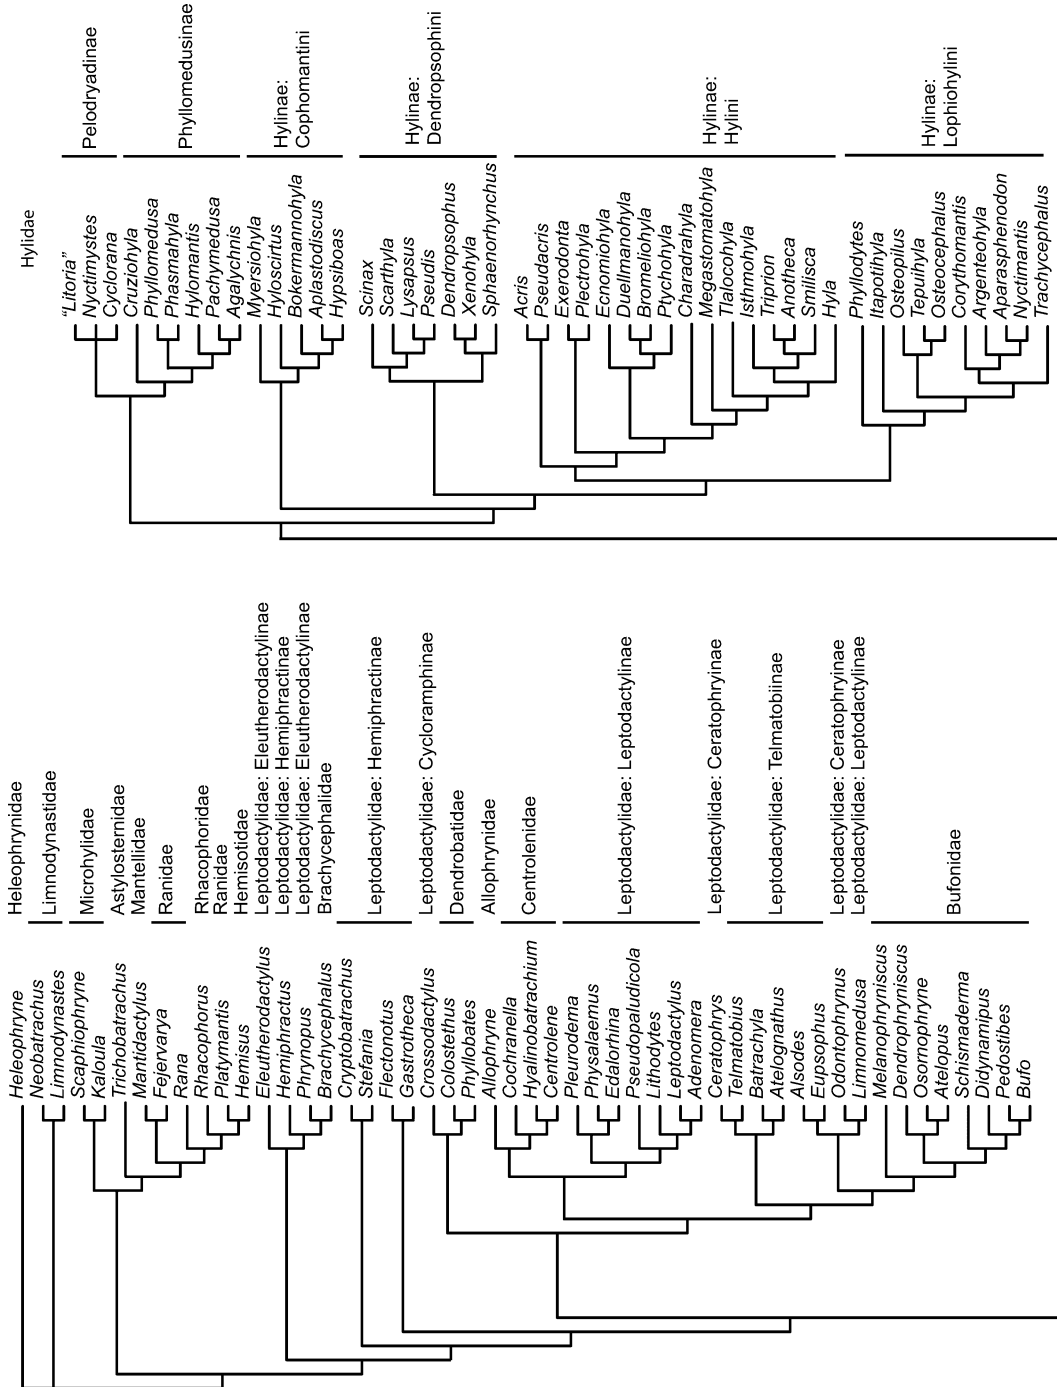 Hylidae
Pelodryadinae
Phyllomedusinae
Hylinae:
Cophomantini
Hylinae:
Dendropsophini
Hylinae:
Hylini
Hylinae:
Lophiohylini
"Litoria"
Nyctimystes
Cyclorana
Cruziohyla
Phyllomedusa
Phasmahyla
Hylomantis
Pachymedusa
Agalychnis
Myersiohyla
Hyloscirtus
Bokermannohyla
Aplastodiscus
Hypsiboas
Scinax
Scarthyla
Lysapsus
Pseudis
Dendropsophus
Xenohyla
Sphaenorhynchus
Acris
Pseudacris
Exerodonta
Plectrohyla
Ecnomiohyla
Duellmanohyla
Bromeliohyla
Ptychohyla
Charadrahyla
Megastomatohyla
Tlalocohyla
Isthmohyla
Triprion
Anotheca
Smilisca
Hyla
Phyllodytes
Itapotihyla
Osteopilus
Tepuihyla
Osteocephalus
Corythomantis
Argenteohyla
Aparasphenodon
Nyctimantis
Trachycephalus
Heleophrynidae
Limnodynastidae
Microhylidae
Astylosternidae
Mantellidae
Ranidae
Rhacophoridae
Ranidae
Hemisotidae
Leptodactylidae: Eleutherodactylinae
Leptodactylidae: Hemiphractinae
Leptodactylidae: Eleutherodactylinae
Brachycephalidae
Leptodactylidae: Hemiphractinae
Leptodactylidae: Cycloramphinae
Dendrobatidae
Allophrynidae
Centrolenidae
Leptodactylidae: Leptodactylinae
Leptodactylidae: Ceratophryinae
Leptodactylidae: Telmatobiinae
Leptodactylidae: Ceratophryinae
Leptodactylidae: Leptodactylinae
Bufonidae
Heleophryne
Neobatrachus
Limnodynastes
Scaphiophryne
Kaloula
Trichobatrachus
Mantidactylus
Fejervarya
Rana
Rhacophorus
Platymantis
Hemisus
Eleutherodactylus
Hemiphractus
Phrynopus
Brachycephalus
Cryptobatrachus
Stefania
Flectonotus
Gastrotheca
Crossodactylus
Colostethus
Phyllobates
Allophryne
Cochranella
Hyalinobatrachium
Centrolene
Pleurodema
Physalaemus
Edalorhina
Pseudopaludicola
Lithodytes
Leptodactylus
Adenomera
Ceratophrys
Telmatobius
Batrachyla
Atelognathus
Alsodes
Eupsophus
Odontophrynus
Limnomedusa
Melanophryniscus
Dendrophryniscus
Osornophryne
Atelopus
Schismaderma
Didynamipus
Pedostibes
Bufo